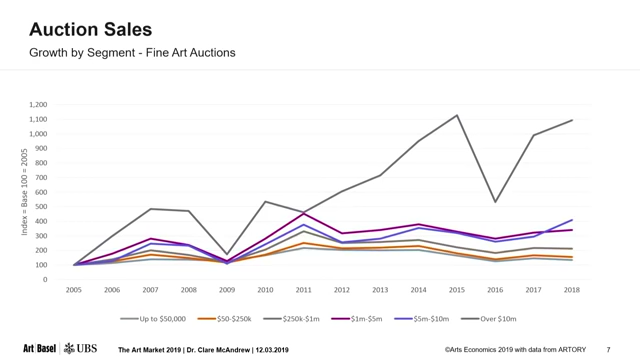 Auction Sales
Growth by Segment - Fine Art Auctions
Index = Base 100 = 2005
1,200
1,100
1,000
900
800
700
600
500
400
300
200
100
0
2005 2006 2007 2008 2009 2010 2011 2012 2013 2014 2015 2016 2017 2018
Up to $50,000 $50-$250k $250k-$1m $1m-$5m $5m-$10m Over $10m
Art Basel UBS The Art Market 2019 | Dr. Clare McAndrew | 12.03.2019 ©Arts Economics 2019 with data from ARTORY 7